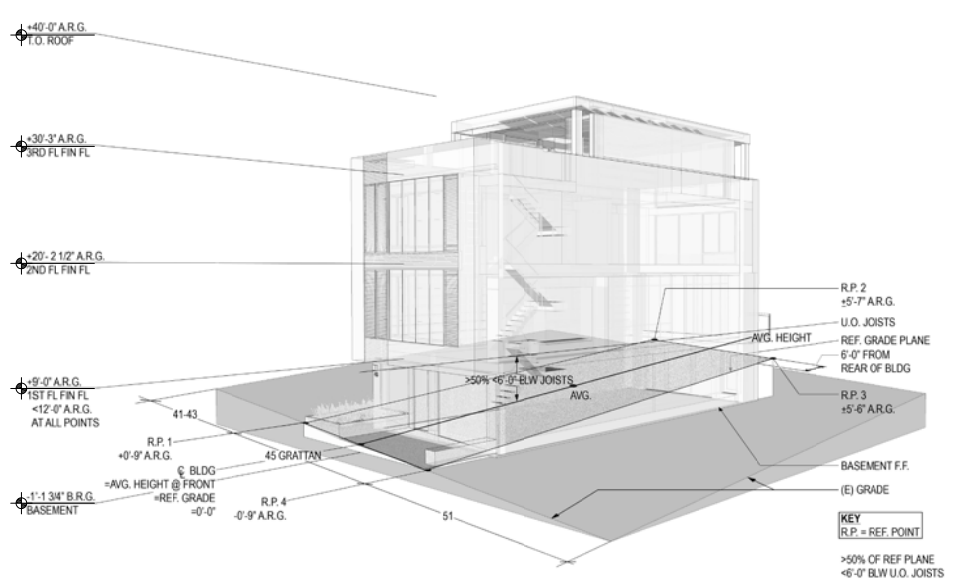 +40'-0" A.R.G.
T.O. ROOF
+30'-3" A.R.G.
3RD FL FIN FL
+20'- 2 1/2" A.R.G.
2ND FL FIN FL
+9'-0" A.R.G.
1ST FL FIN FL
<12'-0" A.R.G.
AT ALL POINTS
-1'-1 3/4" B.R.G.
BASEMENT
41-43
R.P. 1
+0'-9" A.R.G.
45 GRATTAN
℄ BLDG
=AVG. HEIGHT @ FRONT
=REF. GRADE
=0'-0"
R.P. 4
-0'-9" A.R.G.
51
>50% <6'-0" BLW JOISTS
AVG.
AVG. HEIGHT
R.P. 2
±5'-7" A.R.G.
U.O. JOISTS
REF. GRADE PLANE
6'-0" FROM
REAR OF BLDG
R.P. 3
±5'-6" A.R.G.
BASEMENT F.F.
(E) GRADE
KEY
R.P. = REF. POINT
>50% OF REF PLANE
<6'-0" BLW U.O. JOISTS